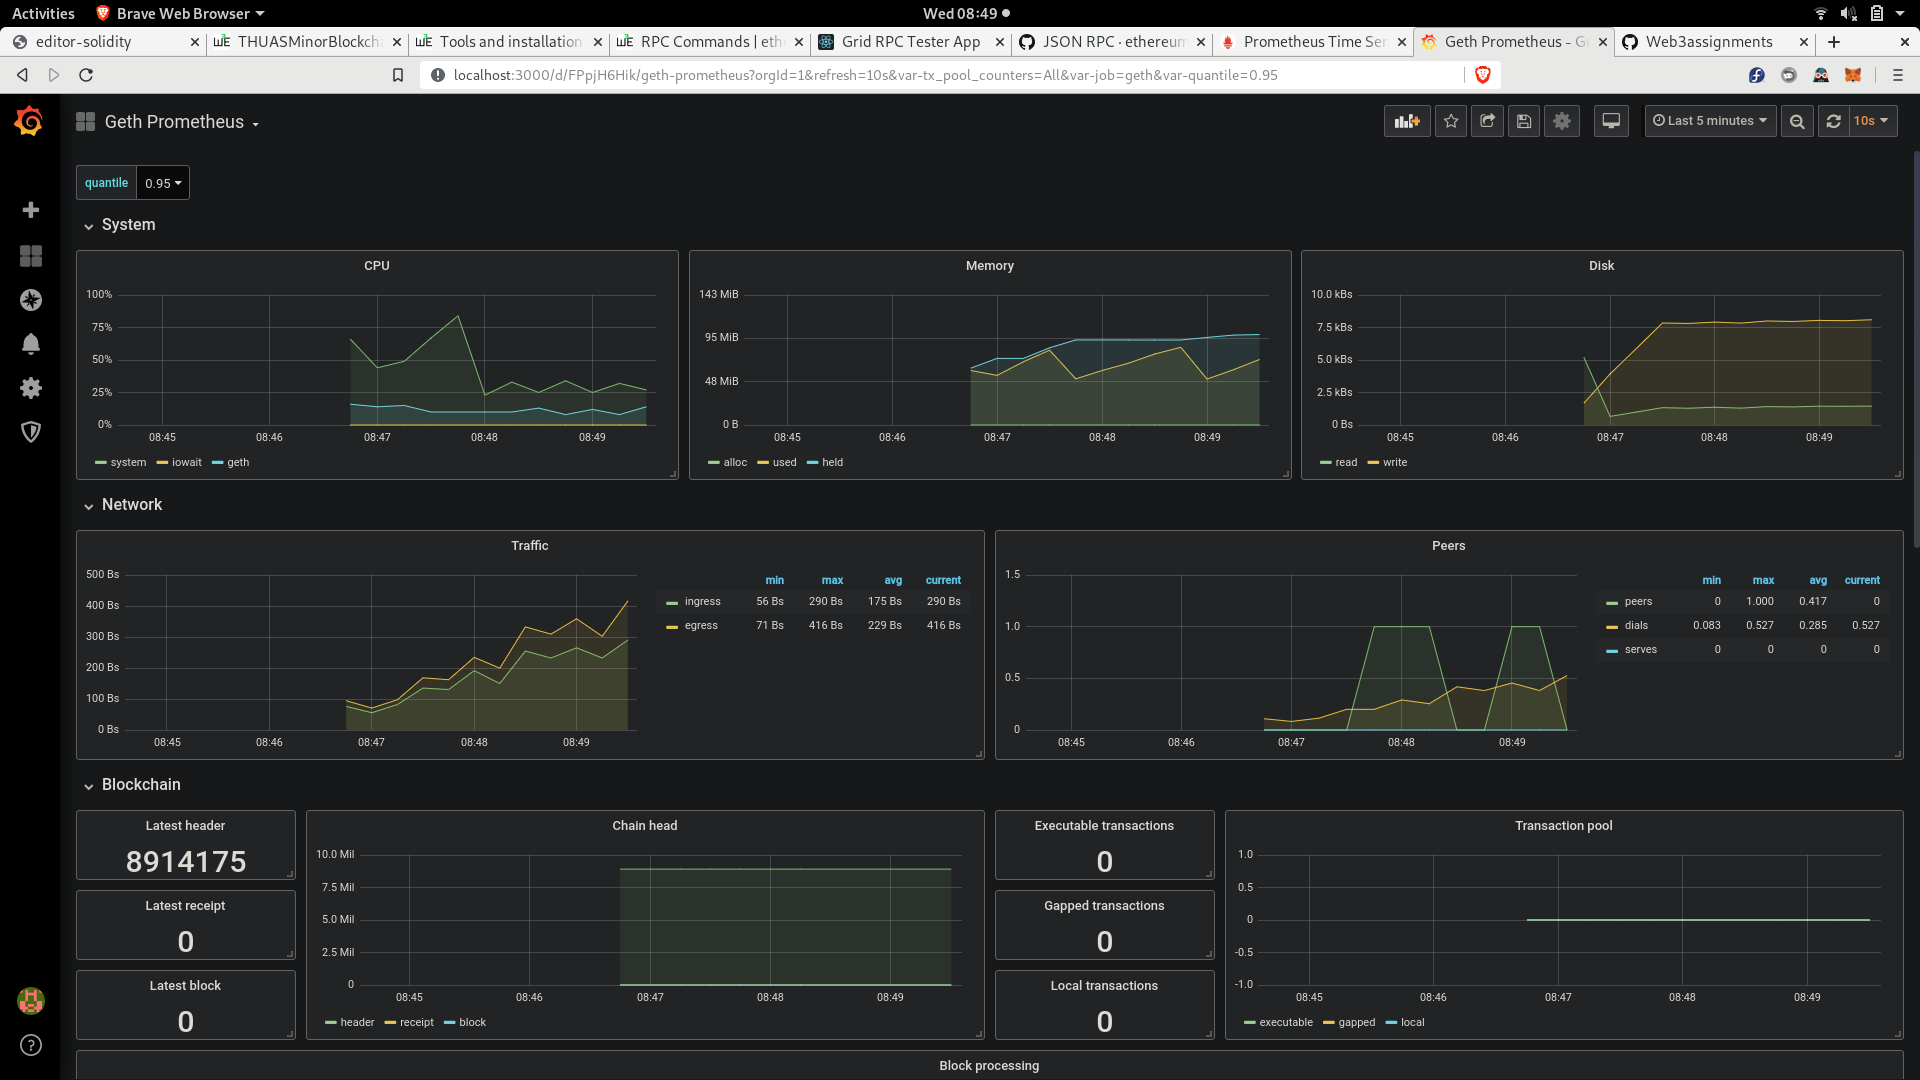 Activities Brave Web Browser Wed 08:49
editor-solidity THUASMinorBlockch Tools and installation RPC Commands | eth Grid RPC Tester App JSON RPC · ethereum Prometheus Time Ser Geth Prometheus - G Web3assignments
localhost:3000/d/FPpjH6Hik/geth-prometheus?orgId=1&refresh=10s&var-tx_pool_counters=All&var-job=geth&var-quantile=0.95
Geth Prometheus Last 5 minutes 10s
quantile 0.95
System
CPU
100%
75%
50%
25%
0%
08:45 08:46 08:47 08:48 08:49
system iowait geth
Memory
143 MiB
95 MiB
48 MiB
0 B
08:45 08:46 08:47 08:48 08:49
alloc used held
Disk
10.0 kBs
7.5 kBs
5.0 kBs
2.5 kBs
0 Bs
08:45 08:46 08:47 08:48 08:49
read write
Network
Traffic
500 Bs
400 Bs
300 Bs
200 Bs
100 Bs
0 Bs
08:45 08:46 08:47 08:48 08:49
min max avg current
ingress 56 Bs 290 Bs 175 Bs 290 Bs
egress 71 Bs 416 Bs 229 Bs 416 Bs
Peers
1.5
1.0
0.5
0
08:45 08:46 08:47 08:48 08:49
min max avg current
peers 0 1.000 0.417 0
dials 0.083 0.527 0.285 0.527
serves 0 0 0 0
Blockchain
Latest header
8914175
Latest receipt
0
Latest block
0
Chain head
10.0 Mil
7.5 Mil
5.0 Mil
2.5 Mil
0
08:45 08:46 08:47 08:48 08:49
header receipt block
Executable transactions
0
Gapped transactions
0
Local transactions
0
Transaction pool
1.0
0.5
0
-0.5
-1.0
08:45 08:46 08:47 08:48 08:49
executable gapped local
Block processing